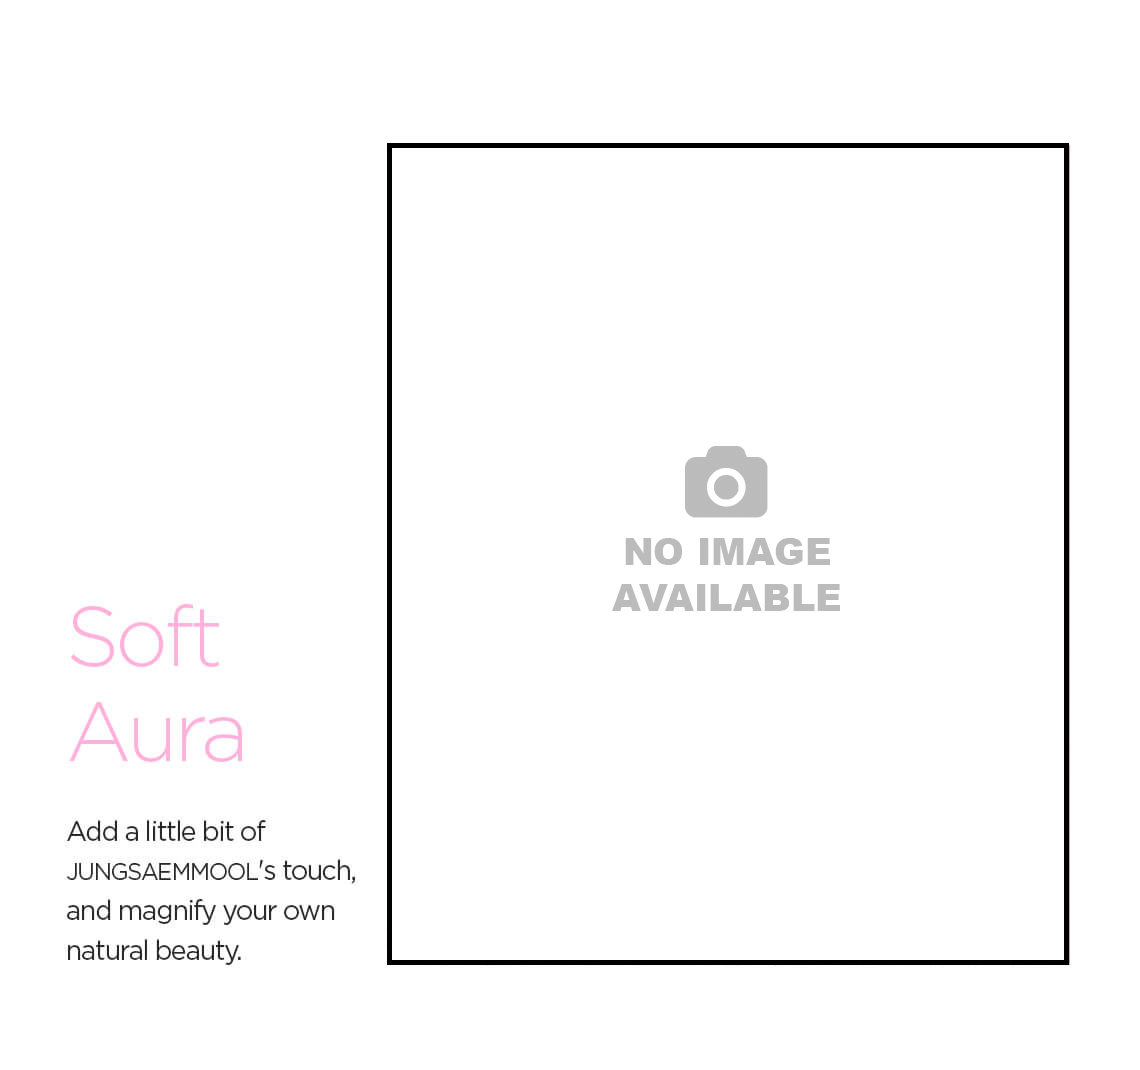 Soft
Aura
Add a little bit of
JUNGSAEMMOOL's touch,
and magnify your own
natural beauty.
NO IMAGE
AVAILABLE